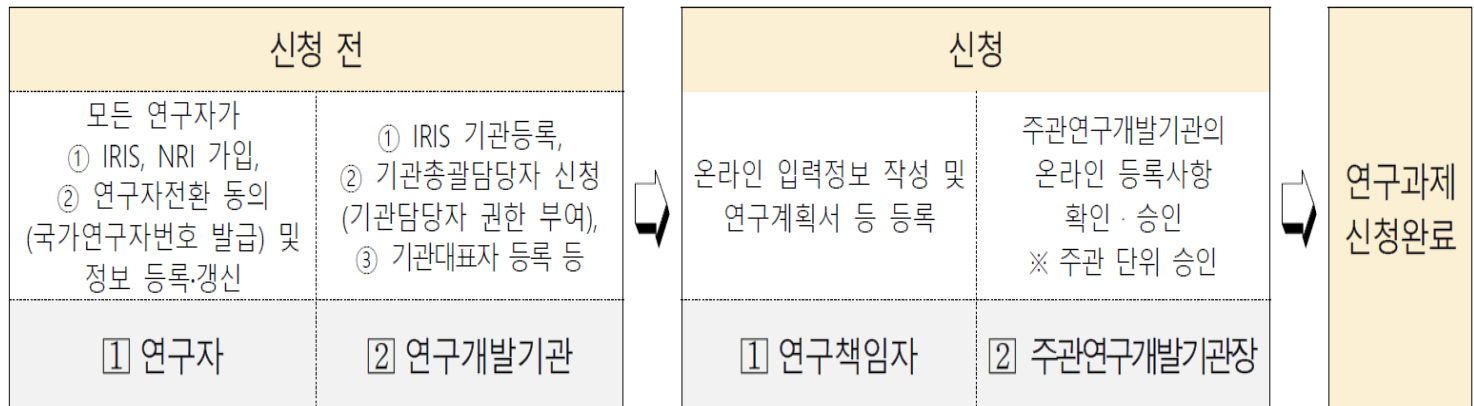 신청 전
모든 연구자가
① IRIS, NRI 가입,
② 연구자전환 동의
(국가연구자번호 발급) 및
정보 등록·갱신
① IRIS 기관등록,
② 기관총괄담당자 신청
(기관담당자 권한 부여),
③ 기관대표자 등록 등
1 연구자
2 연구개발기관
신청
온라인 입력정보 작성 및
연구계획서 등 등록
주관연구개발기관의
온라인 등록사항
확인·승인
※ 주관 단위 승인
1 연구책임자
2 주관연구개발기관장
연구과제
신청완료